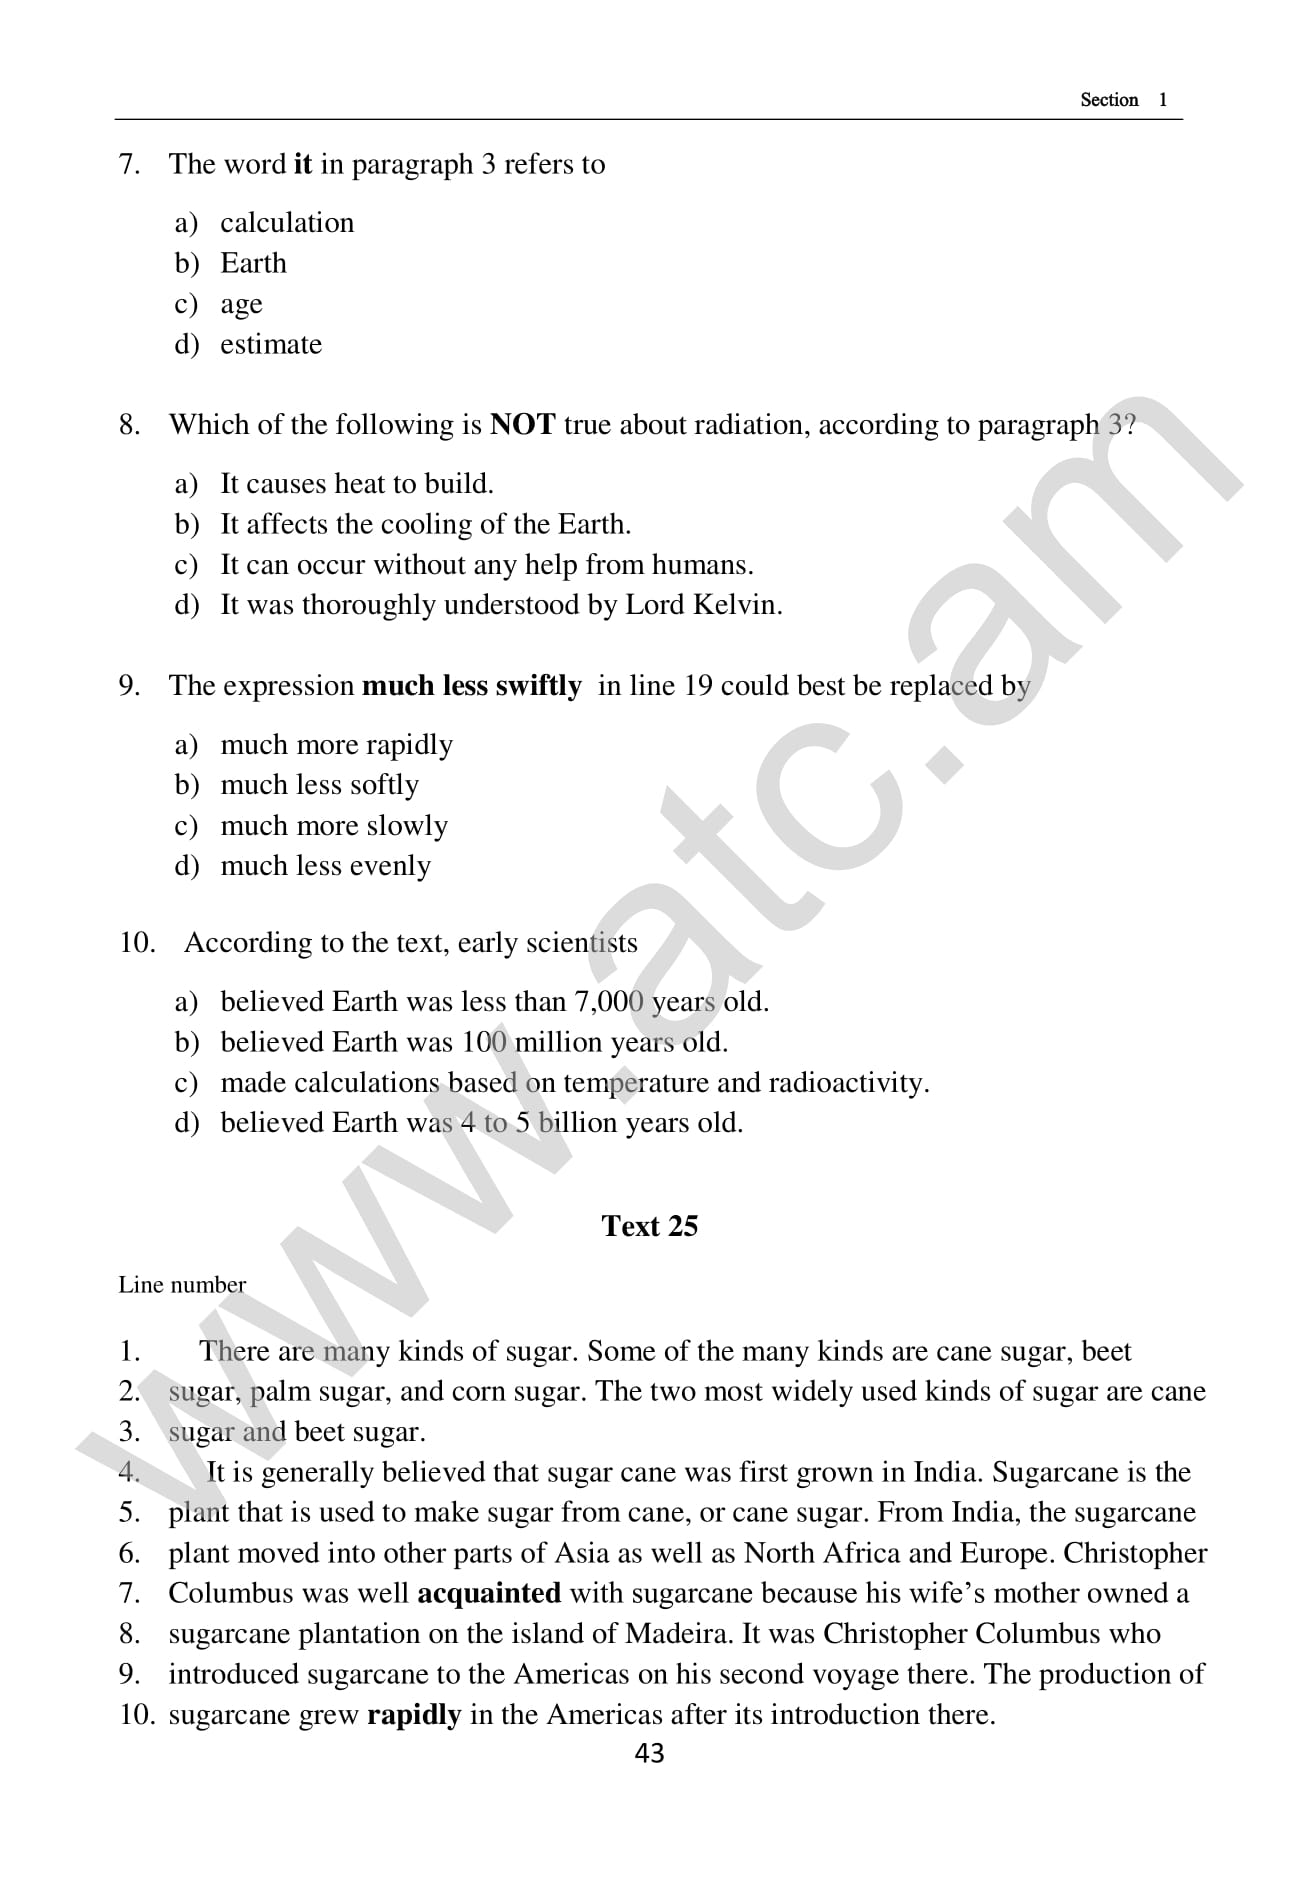 Section 1
7. The word it in paragraph 3 refers to
a) calculation
b) Earth
c) age
d) estimate
8. Which of the following is NOT true about radiation, according to paragraph 3?
a) It causes heat to build.
b) It affects the cooling of the Earth.
c) It can occur without any help from humans.
d) It was thoroughly understood by Lord Kelvin.
9. The expression much less swiftly in line 19 could best be replaced by
a) much more rapidly
b) much less softly
c) much more slowly
d) much less evenly
10. According to the text, early scientists
a) believed Earth was less than 7,000 years old.
b) believed Earth was 100 million years old.
c) made calculations based on temperature and radioactivity.
d) believed Earth was 4 to 5 billion years old.
Text 25
Line number
1. There are many kinds of sugar. Some of the many kinds are cane sugar, beet
2. sugar, palm sugar, and corn sugar. The two most widely used kinds of sugar are cane
3. sugar and beet sugar.
4. It is generally believed that sugar cane was first grown in India. Sugarcane is the
5. plant that is used to make sugar from cane, or cane sugar. From India, the sugarcane
6. plant moved into other parts of Asia as well as North Africa and Europe. Christopher
7. Columbus was well acquainted with sugarcane because his wife’s mother owned a
8. sugarcane plantation on the island of Madeira. It was Christopher Columbus who
9. introduced sugarcane to the Americas on his second voyage there. The production of
10. sugarcane grew rapidly in the Americas after its introduction there.
43
www.atc.am